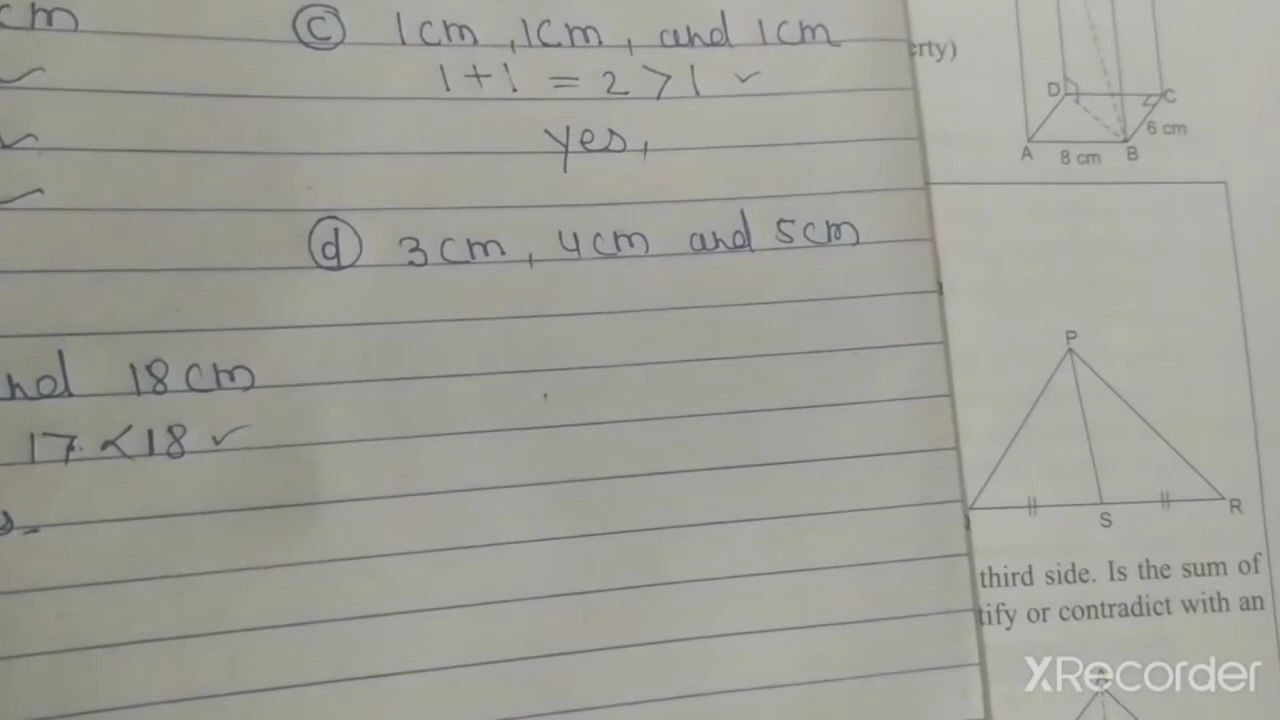 cm
(c) 1cm, 1cm, and 1cm
1+1 = 2 > 1 ✓
yes,
(d) 3cm, 4cm and 5cm
18cm
17 < 18 ✓
erty)
D
C
6 cm
A
8 cm
B
P
S
R
third side. Is the sum of
tify or contradict with an
A
XRecorder